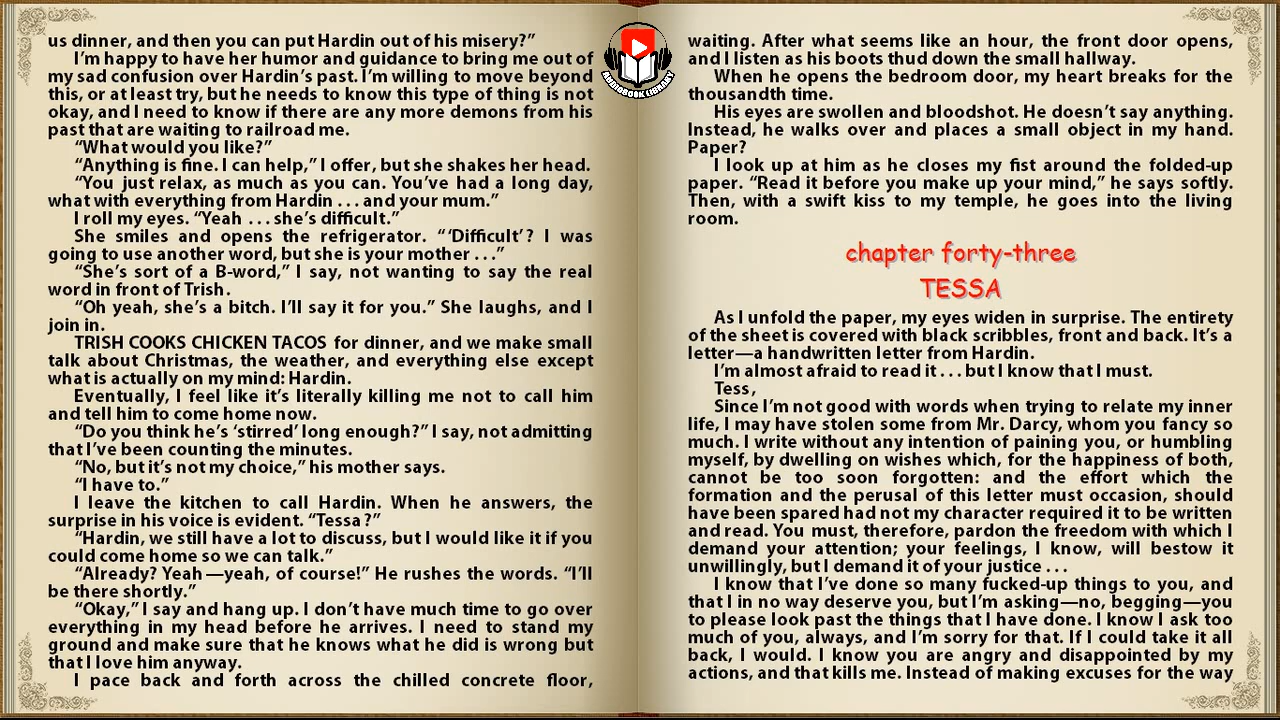 us dinner, and then you can put Hardin out of his misery?”
I’m happy to have her humor and guidance to bring me out of
my sad confusion over Hardin’s past. I’m willing to move beyond
this, or at least try, but he needs to know this type of thing is not
okay, and I need to know if there are any more demons from his
past that are waiting to railroad me.
“What would you like?”
“Anything is fine. I can help,” I offer, but she shakes her head.
“You just relax, as much as you can. You’ve had a long day,
what with everything from Hardin . . . and your mum.”
I roll my eyes. “Yeah . . . she’s difficult.”
She smiles and opens the refrigerator. “‘Difficult’? I was
going to use another word, but she is your mother . . .”
“She’s sort of a B-word,” I say, not wanting to say the real
word in front of Trish.
“Oh yeah, she’s a bitch. I’ll say it for you.” She laughs, and I
join in.
TRISH COOKS CHICKEN TACOS for dinner, and we make small
talk about Christmas, the weather, and everything else except
what is actually on my mind: Hardin.
Eventually, I feel like it’s literally killing me not to call him
and tell him to come home now.
“Do you think he’s ‘stirred’ long enough?” I say, not admitting
that I’ve been counting the minutes.
“No, but it’s not my choice,” his mother says.
“I have to.”
I leave the kitchen to call Hardin. When he answers, the
surprise in his voice is evident. “Tessa?”
“Hardin, we still have a lot to discuss, but I would like it if you
could come home so we can talk.”
“Already? Yeah—yeah, of course!” He rushes the words. “I’ll
be there shortly.”
“Okay,” I say and hang up. I don’t have much time to go over
everything in my head before he arrives. I need to stand my
ground and make sure that he knows what he did is wrong but
that I love him anyway.
I pace back and forth across the chilled concrete floor,
AUDIOBOOK LIBRARY
waiting. After what seems like an hour, the front door opens,
and I listen as his boots thud down the small hallway.
When he opens the bedroom door, my heart breaks for the
thousandth time.
His eyes are swollen and bloodshot. He doesn’t say anything.
Instead, he walks over and places a small object in my hand.
Paper?
I look up at him as he closes my fist around the folded-up
paper. “Read it before you make up your mind,” he says softly.
Then, with a swift kiss to my temple, he goes into the living
room.
chapter forty-three
TESSA
As I unfold the paper, my eyes widen in surprise. The entirety
of the sheet is covered with black scribbles, front and back. It’s a
letter—a handwritten letter from Hardin.
I’m almost afraid to read it . . . but I know that I must.
Tess,
Since I’m not good with words when trying to relate my inner
life, I may have stolen some from Mr. Darcy, whom you fancy so
much. I write without any intention of paining you, or humbling
myself, by dwelling on wishes which, for the happiness of both,
cannot be too soon forgotten: and the effort which the
formation and the perusal of this letter must occasion, should
have been spared had not my character required it to be written
and read. You must, therefore, pardon the freedom with which I
demand your attention; your feelings, I know, will bestow it
unwillingly, but I demand it of your justice . . .
I know that I’ve done so many fucked-up things to you, and
that I in no way deserve you, but I’m asking—no, begging—you
to please look past the things that I have done. I know I ask too
much of you, always, and I’m sorry for that. If I could take it all
back, I would. I know you are angry and disappointed by my
actions, and that kills me. Instead of making excuses for the way